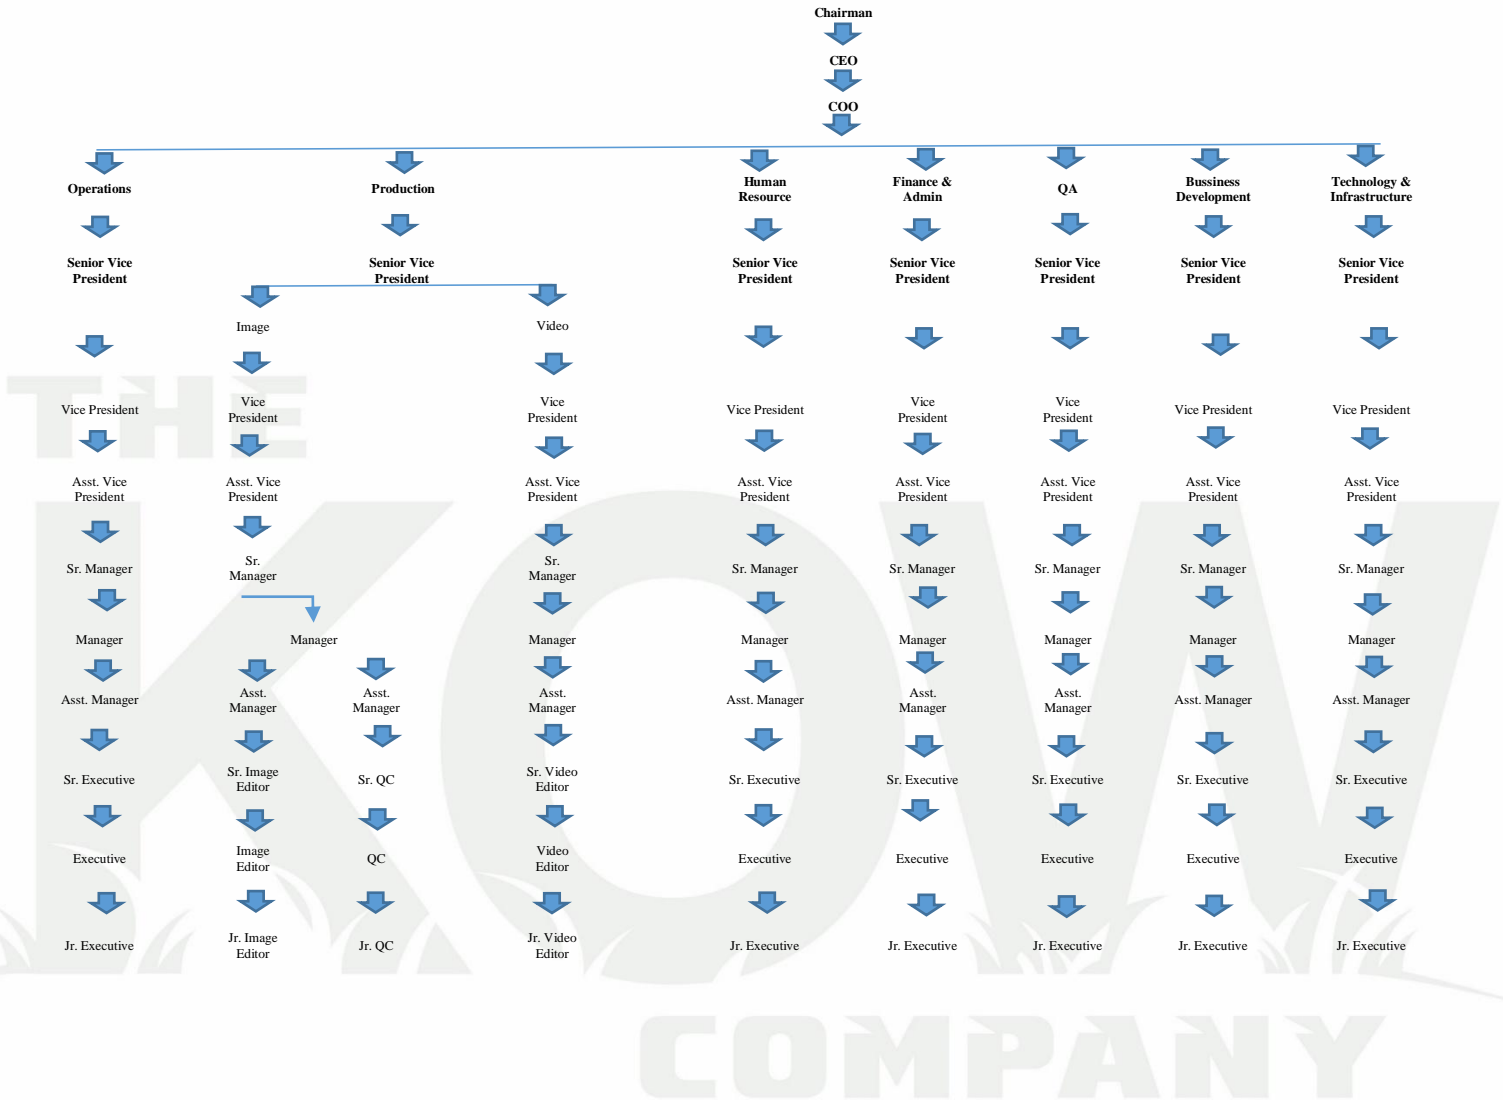 Chairman
CEO
COO
Operations
Production
Human
Resource
Finance &
Admin
QA
Bussiness
Development
Technology &
Infrastructure
Senior Vice
President
Senior Vice
President
Senior Vice
President
Senior Vice
President
Senior Vice
President
Senior Vice
President
Senior Vice
President
Image
Video
Vice President
Vice
President
Vice
President
Vice President
Vice
President
Vice
President
Vice President
Vice President
Asst. Vice
President
Asst. Vice
President
Asst. Vice
President
Asst. Vice
President
Asst. Vice
President
Asst. Vice
President
Asst. Vice
President
Asst. Vice
President
Sr. Manager
Sr.
Manager
Sr.
Manager
Sr. Manager
Sr. Manager
Sr. Manager
Sr. Manager
Sr. Manager
Manager
Manager
Manager
Manager
Manager
Manager
Manager
Manager
Asst. Manager
Asst.
Manager
Asst.
Manager
Asst.
Manager
Asst. Manager
Asst.
Manager
Asst.
Manager
Asst. Manager
Asst. Manager
Sr. Executive
Sr. Image
Editor
Sr. QC
Sr. Video
Editor
Sr. Executive
Sr. Executive
Sr. Executive
Sr. Executive
Sr. Executive
Executive
Image
Editor
QC
Video
Editor
Executive
Executive
Executive
Executive
Executive
Jr. Executive
Jr. Image
Editor
Jr. QC
Jr. Video
Editor
Jr. Executive
Jr. Executive
Jr. Executive
Jr. Executive
Jr. Executive
THE
KOW
COMPANY